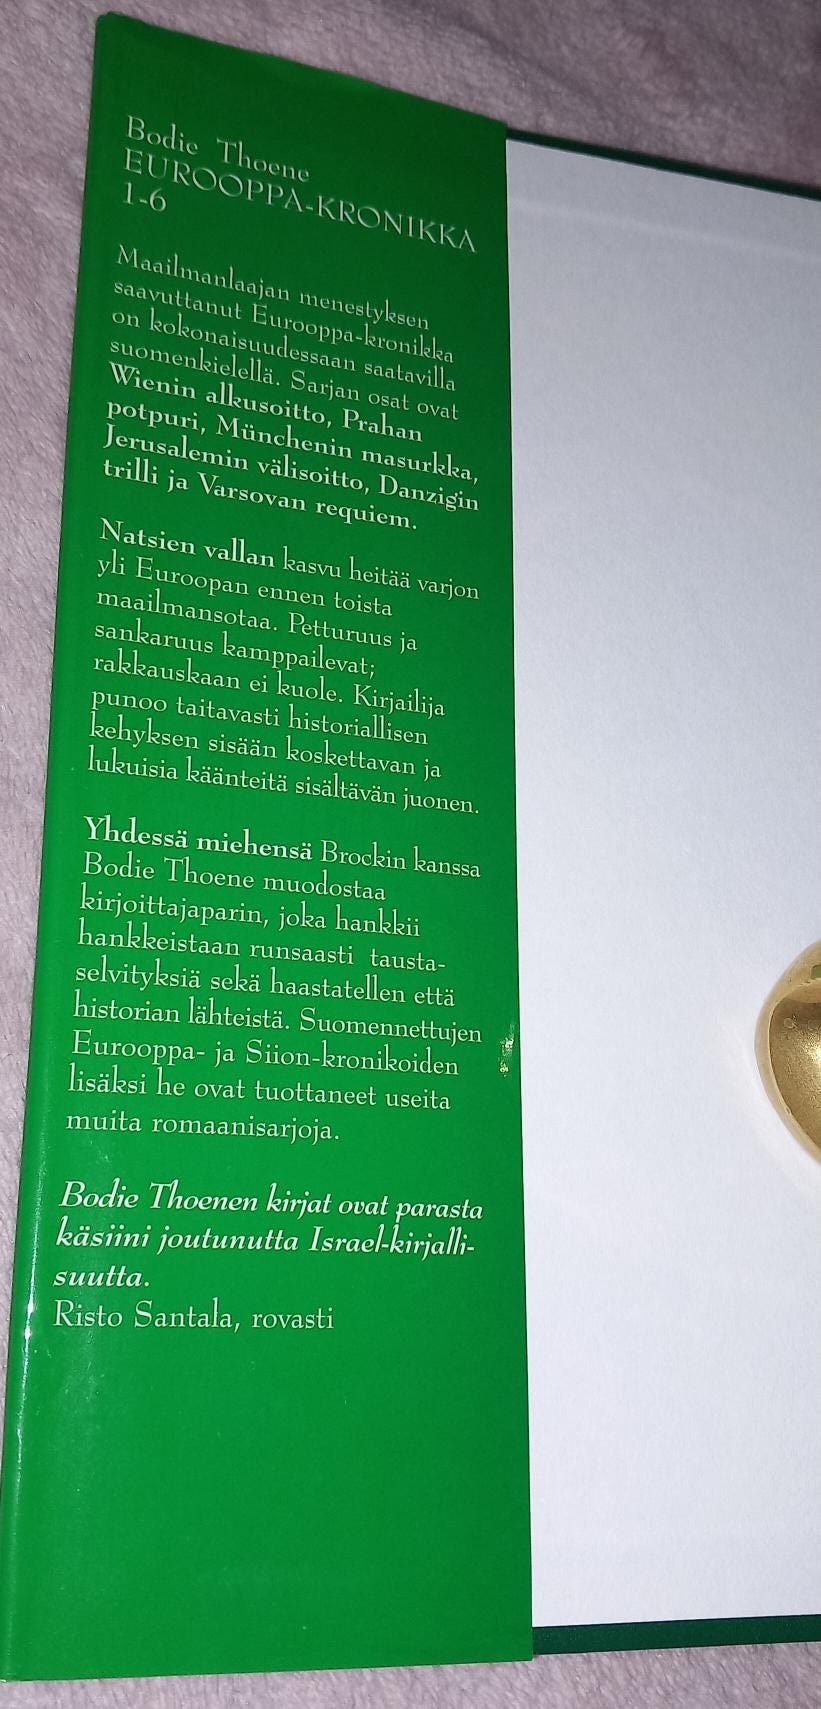 Bodie Thoene
EUROOPPA-KRONIKKA
1-6
Maailmanlaajan menestyksen
saavuttanut Eurooppa-kronikka
on kokonaisuudessaan saatavilla
suomenkielellä. Sarjan osat ovat
Wienin alkusoitto, Prahan
potpuri, Münchenin masurkka,
Jerusalemin välisoitto, Danzigin
trilli ja Varsovan requiem.
Natsien vallan kasvu heitää varjon
yli Euroopan ennen toista
maailmansotaa. Petturuus ja
sankaruus kamppailevat;
rakkauskaan ei kuole. Kirjailija
punoo taitavasti historiallisen
kehyksen sisään koskettavan ja
lukuisia käänteitä sisältävän juonen.
Yhdessä miehensä Brockin kanssa
Bodie Thoene muodostaa
kirjoittajaparin, joka hankkii
hankkeistaan runsaasti tausta-
selvityksiä sekä haastatellen että
historian lähteistä. Suomennettujen
Eurooppa- ja Siion-kronikoiden
lisäksi he ovat tuottaneet useita
muita romaanisarjoja.
Bodie Thoenen kirjat ovat parasta
käsiini joutunutta Israel-kirjalli-
suutta.
Risto Santala, rovasti